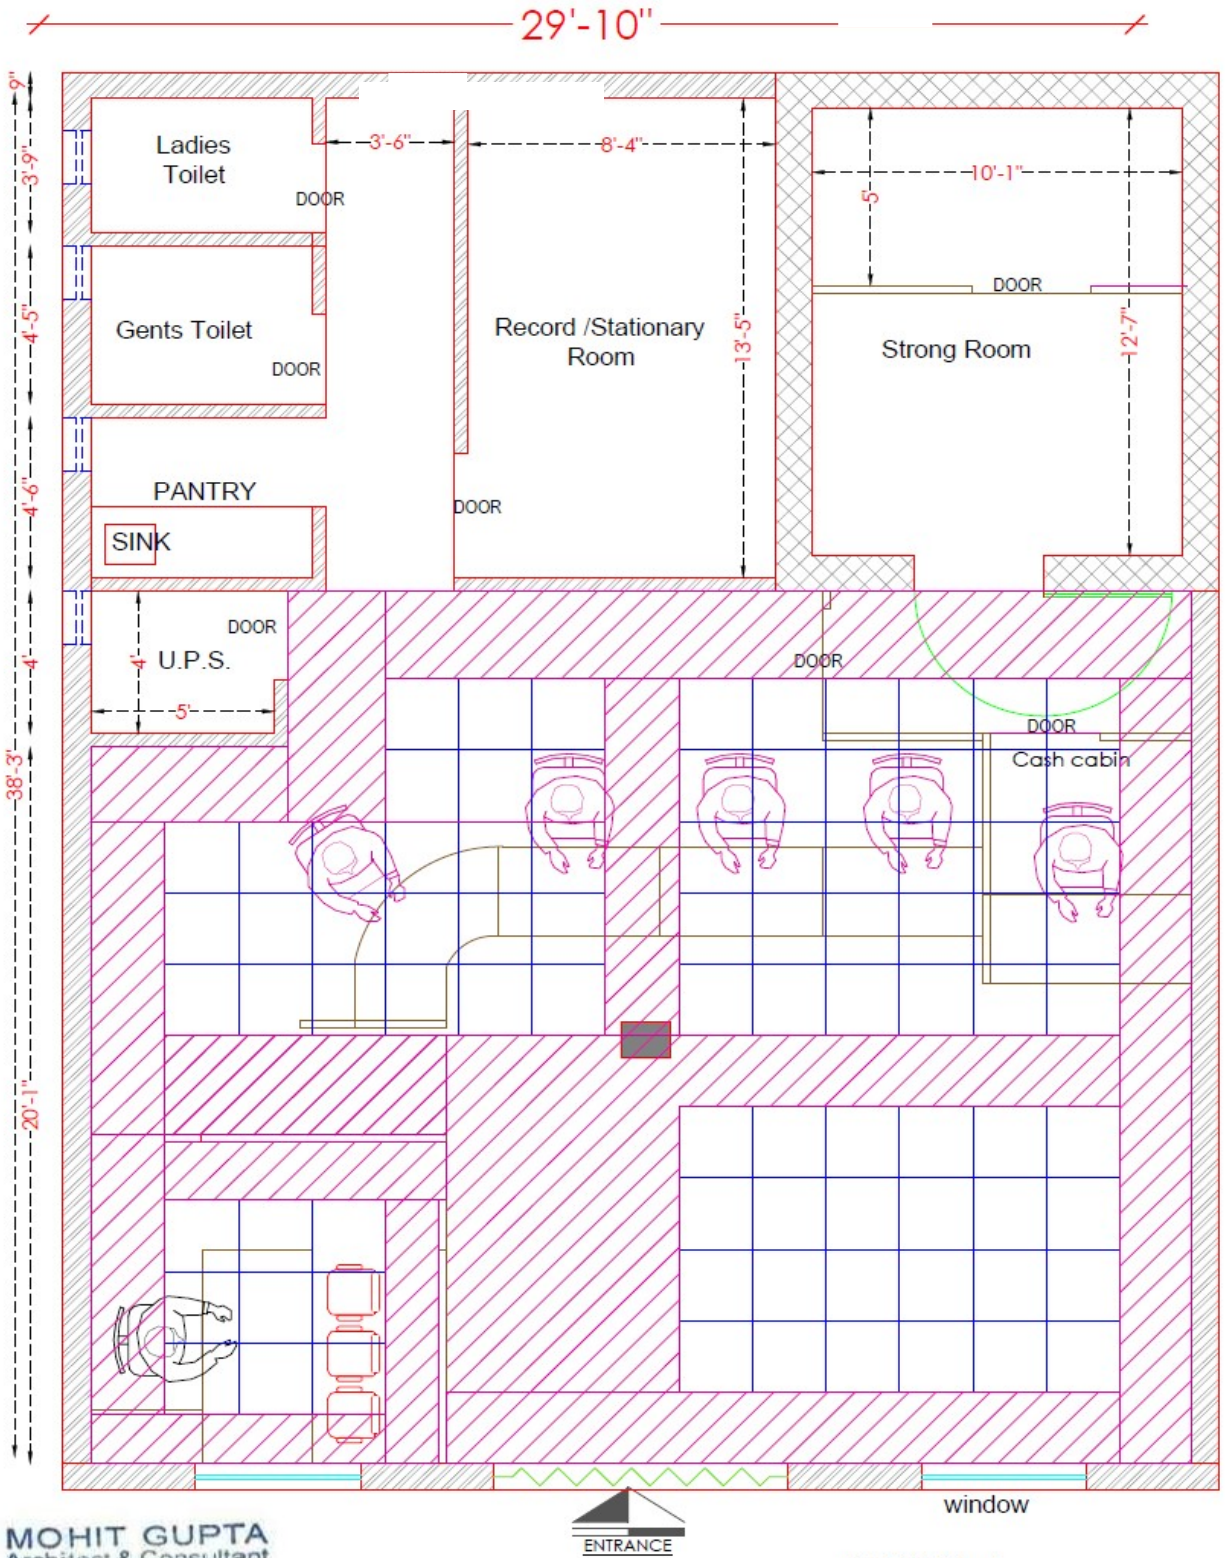 29'-10"
9"
3'-9"
4'-5"
4'-6"
4'
38'-3"
20'-1"
Ladies
Toilet
DOOR
3'-6"
8'-4"
13'-5"
10'-1"
5'
DOOR
12'-7"
Gents Toilet
DOOR
Record /Stationary
Room
Strong Room
PANTRY
SINK
DOOR
DOOR
4'
U.P.S.
5'
DOOR
DOOR
Cash cabin
window
ENTRANCE
MOHIT GUPTA
Architect & Consultant